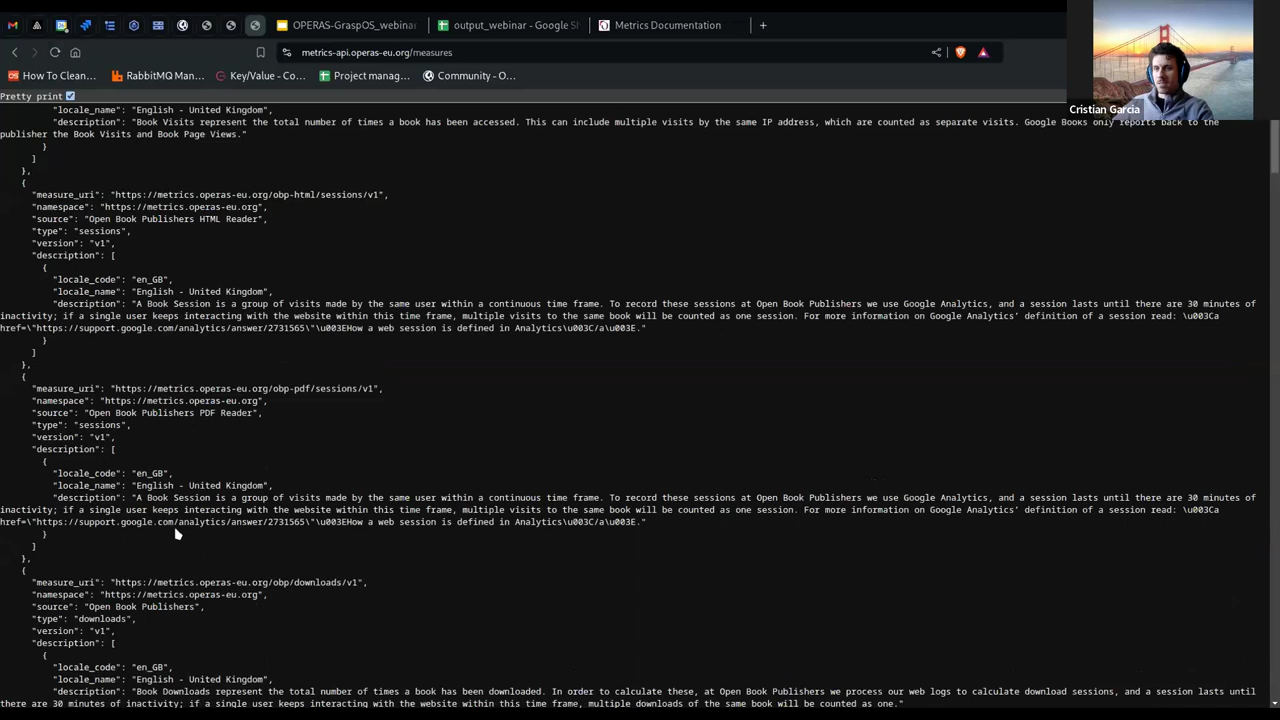 OPERAS-GraspOS_webinar
output_webinar - Google Sh
Metrics Documentation
metrics-api.operas-eu.org/measures
How To Clean...
RabbitMQ Man...
Key/Value - Co...
Project manag...
Community - O...
Pretty print
Cristian Garcia
"locale_name": "English - United Kingdom",
"description": "Book Visits represent the total number of times a book has been accessed. This can include multiple visits by the same IP address, which are counted as separate visits. Google Books only reports back to the
publisher the Book Visits and Book Page Views."
}
]
},
{
"measure_uri": "https://metrics.operas-eu.org/obp-html/sessions/v1",
"namespace": "https://metrics.operas-eu.org",
"source": "Open Book Publishers HTML Reader",
"type": "sessions",
"version": "v1",
"description": [
{
"locale_code": "en_GB",
"locale_name": "English - United Kingdom",
"description": "A Book Session is a group of visits made by the same user within a continuous time frame. To record these sessions at Open Book Publishers we use Google Analytics, and a session lasts until there are 30 minutes of
inactivity; if a single user keeps interacting with the website within this time frame, multiple visits to the same book will be counted as one session. For more information on Google Analytics’ definition of a session read: \u003Ca
href=\"https://support.google.com/analytics/answer/2731565\"\u003EHow a web session is defined in Analytics\u003C/a\u003E."
}
]
},
{
"measure_uri": "https://metrics.operas-eu.org/obp-pdf/sessions/v1",
"namespace": "https://metrics.operas-eu.org",
"source": "Open Book Publishers PDF Reader",
"type": "sessions",
"version": "v1",
"description": [
{
"locale_code": "en_GB",
"locale_name": "English - United Kingdom",
"description": "A Book Session is a group of visits made by the same user within a continuous time frame. To record these sessions at Open Book Publishers we use Google Analytics, and a session lasts until there are 30 minutes of
inactivity; if a single user keeps interacting with the website within this time frame, multiple visits to the same book will be counted as one session. For more information on Google Analytics’ definition of a session read: \u003Ca
href=\"https://support.google.com/analytics/answer/2731565\"\u003EHow a web session is defined in Analytics\u003C/a\u003E."
}
]
},
{
"measure_uri": "https://metrics.operas-eu.org/obp/downloads/v1",
"namespace": "https://metrics.operas-eu.org",
"source": "Open Book Publishers",
"type": "downloads",
"version": "v1",
"description": [
{
"locale_code": "en_GB",
"locale_name": "English - United Kingdom",
"description": "Book Downloads represent the total number of times a book has been downloaded. In order to calculate these, at Open Book Publishers we process our web logs to calculate download sessions, and a session lasts until
there are 30 minutes of inactivity; if a single user keeps interacting with the website within this time frame, multiple downloads of the same book will be counted as one."